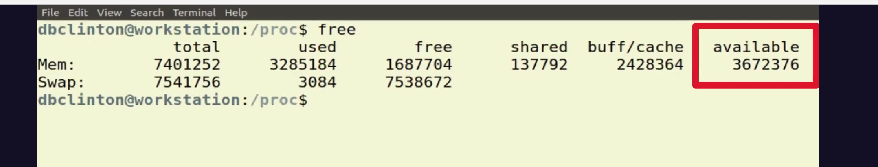 File Edit View Search Terminal Help
dbclinton@workstation:/proc$ free
total used free shared buff/cache available
Mem: 7401252 3285184 1687704 137792 2428364 3672376
Swap: 7541756 3084 7538672
dbclinton@workstation:/proc$